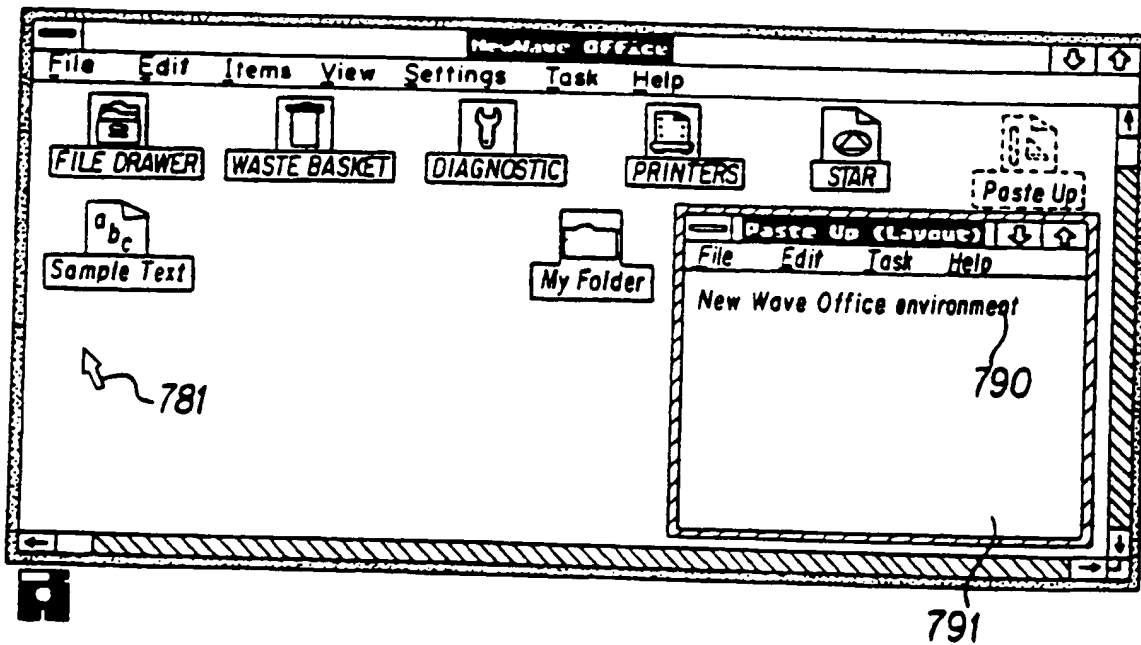 NewWave Office
File Edit Items View Settings Task Help
FILE DRAWER WASTE BASKET DIAGNOSTIC PRINTERS STAR Paste Up
abc
Sample Text My Folder
Paste Up (Layout)
File Edit Task Help
New Wave Office environment
790
781
791